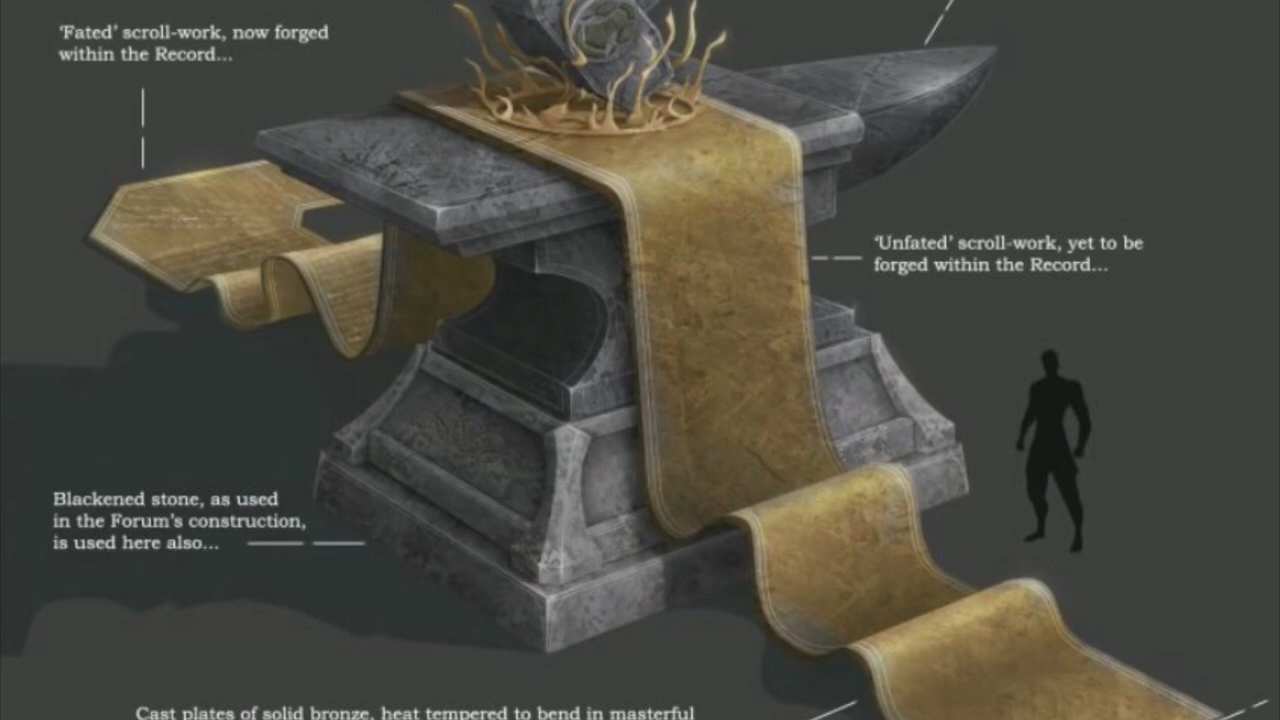 ‘Fated’ scroll-work, now forged
within the Record...
‘Unfated’ scroll-work, yet to be
forged within the Record...
Blackened stone, as used
in the Forum's construction,
is used here also...
Cast plates of solid bronze, heat tempered to bend in masterful